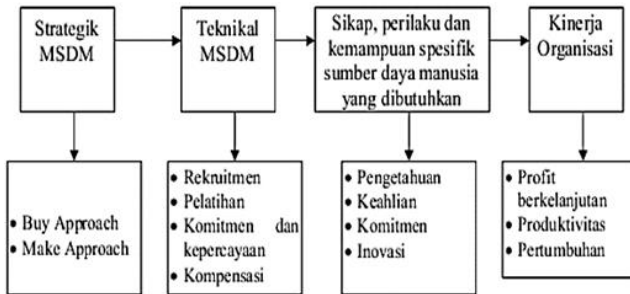 Strategik
MSDM
Teknikal
MSDM
Sikap, perilaku dan
kemampuan spesifik
sumber daya manusia
yang dibutuhkan
Kinerja
Organisasi
• Buy Approach
• Make Approach
• Rekruitmen
• Pelatihan
• Komitmen dan
kepercayaan
• Kompensasi
• Pengetahuan
• Keahlian
• Komitmen
• Inovasi
• Profit
berkelanjutan
• Produktivitas
• Pertumbuhan